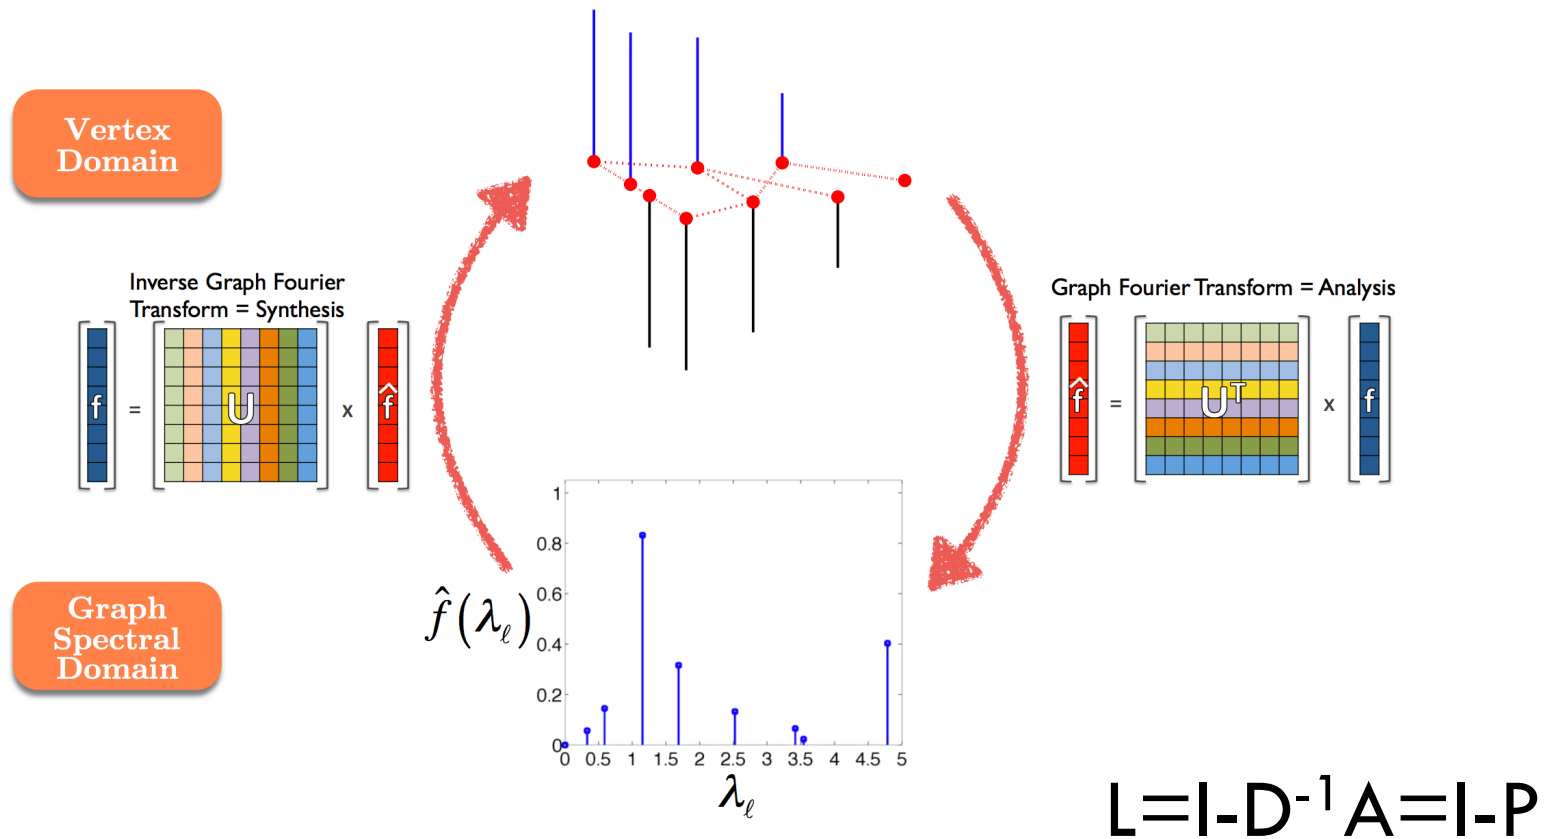 Vertex
Domain
Inverse Graph Fourier
Transform = Synthesis
f = U x f̂
Graph Fourier Transform = Analysis
f̂ = Uᵀ x f
Graph
Spectral
Domain
f̂(λℓ)
1
0.8
0.6
0.4
0.2
0
0 0.5 1 1.5 2 2.5 3 3.5 4 4.5 5
λℓ
L=I-D⁻¹A=I-P